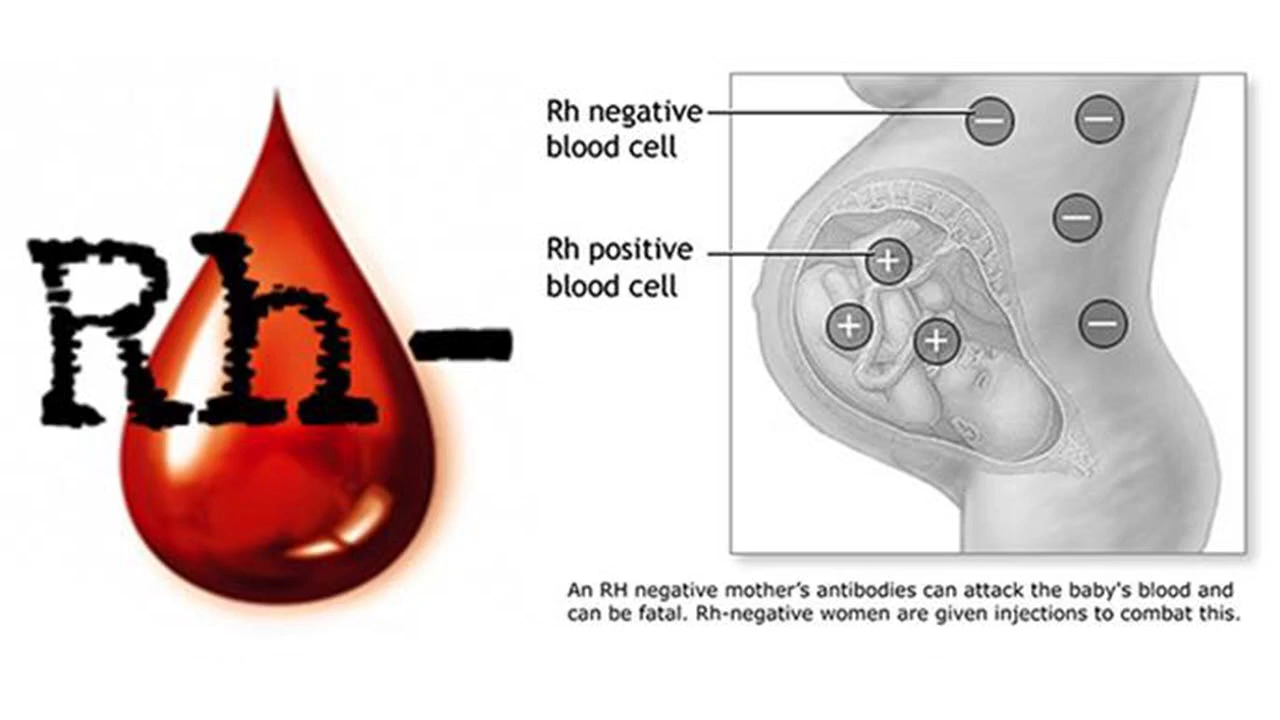 Rh-
Rh negative
blood cell
Rh positive
blood cell
An RH negative mother's antibodies can attack the baby's blood and
can be fatal. Rh-negative women are given injections to combat this.